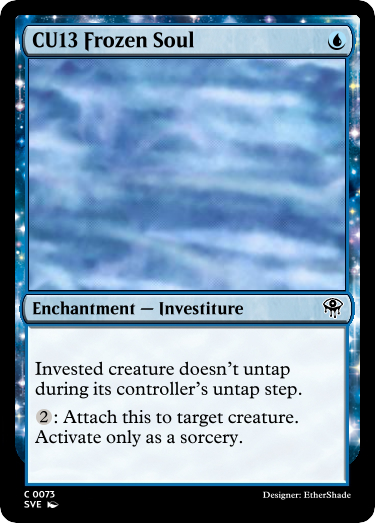 CU13 Frozen Soul
Enchantment — Investiture
Invested creature doesn't untap
during its controller's untap step.
2: Attach this to target creature.
Activate only as a sorcery.
C 0073
SVE
Designer: EtherShade